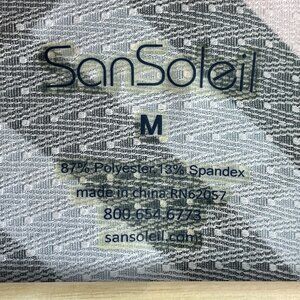 SanSoleil
M
87% Polyester 13% Spandex
made in china RN62057
800.654.6773
sansoleil.com